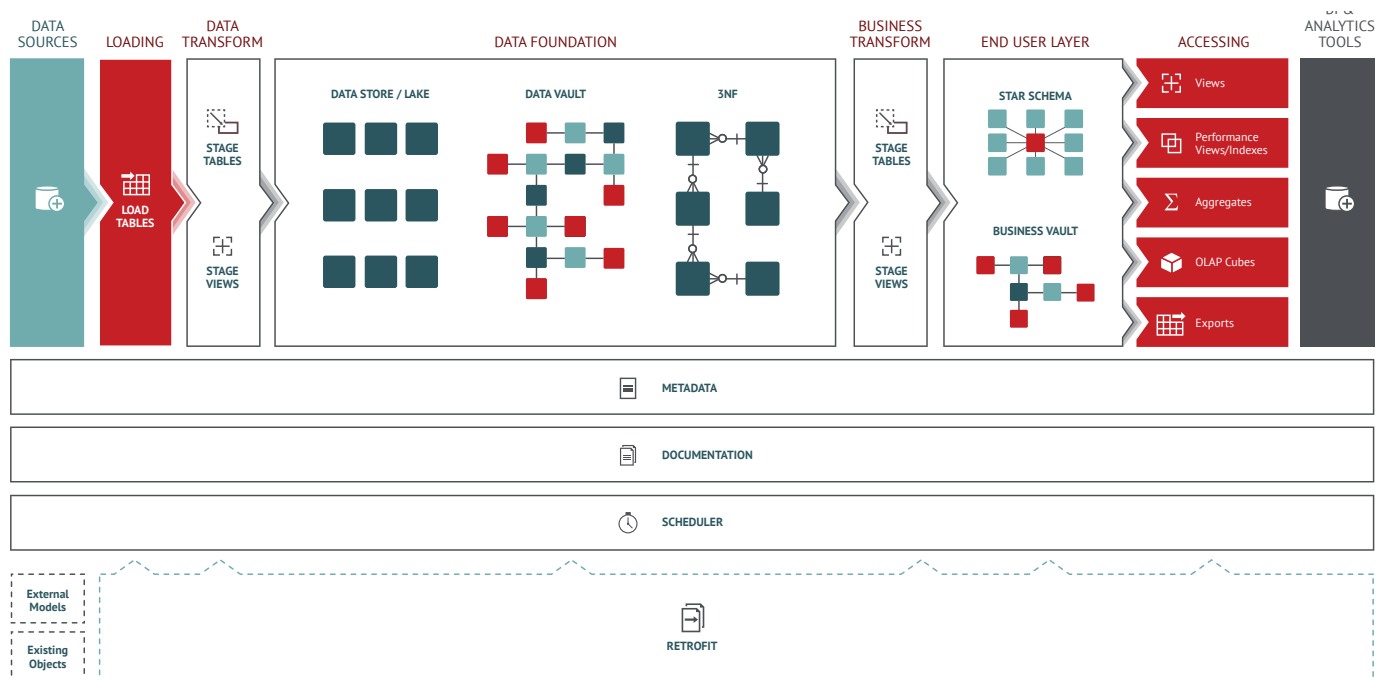 DATA
SOURCES
LOADING
DATA
TRANSFORM
DATA FOUNDATION
BUSINESS
TRANSFORM
END USER LAYER
ACCESSING
ANALYTICS
TOOLS
LOAD
TABLES
STAGE
TABLES
STAGE
VIEWS
DATA STORE / LAKE
DATA VAULT
3NF
STAGE
TABLES
STAGE
VIEWS
STAR SCHEMA
BUSINESS VAULT
Views
Performance
Views/Indexes
Aggregates
OLAP Cubes
Exports
METADATA
DOCUMENTATION
SCHEDULER
External
Models
Existing
Objects
RETROFIT